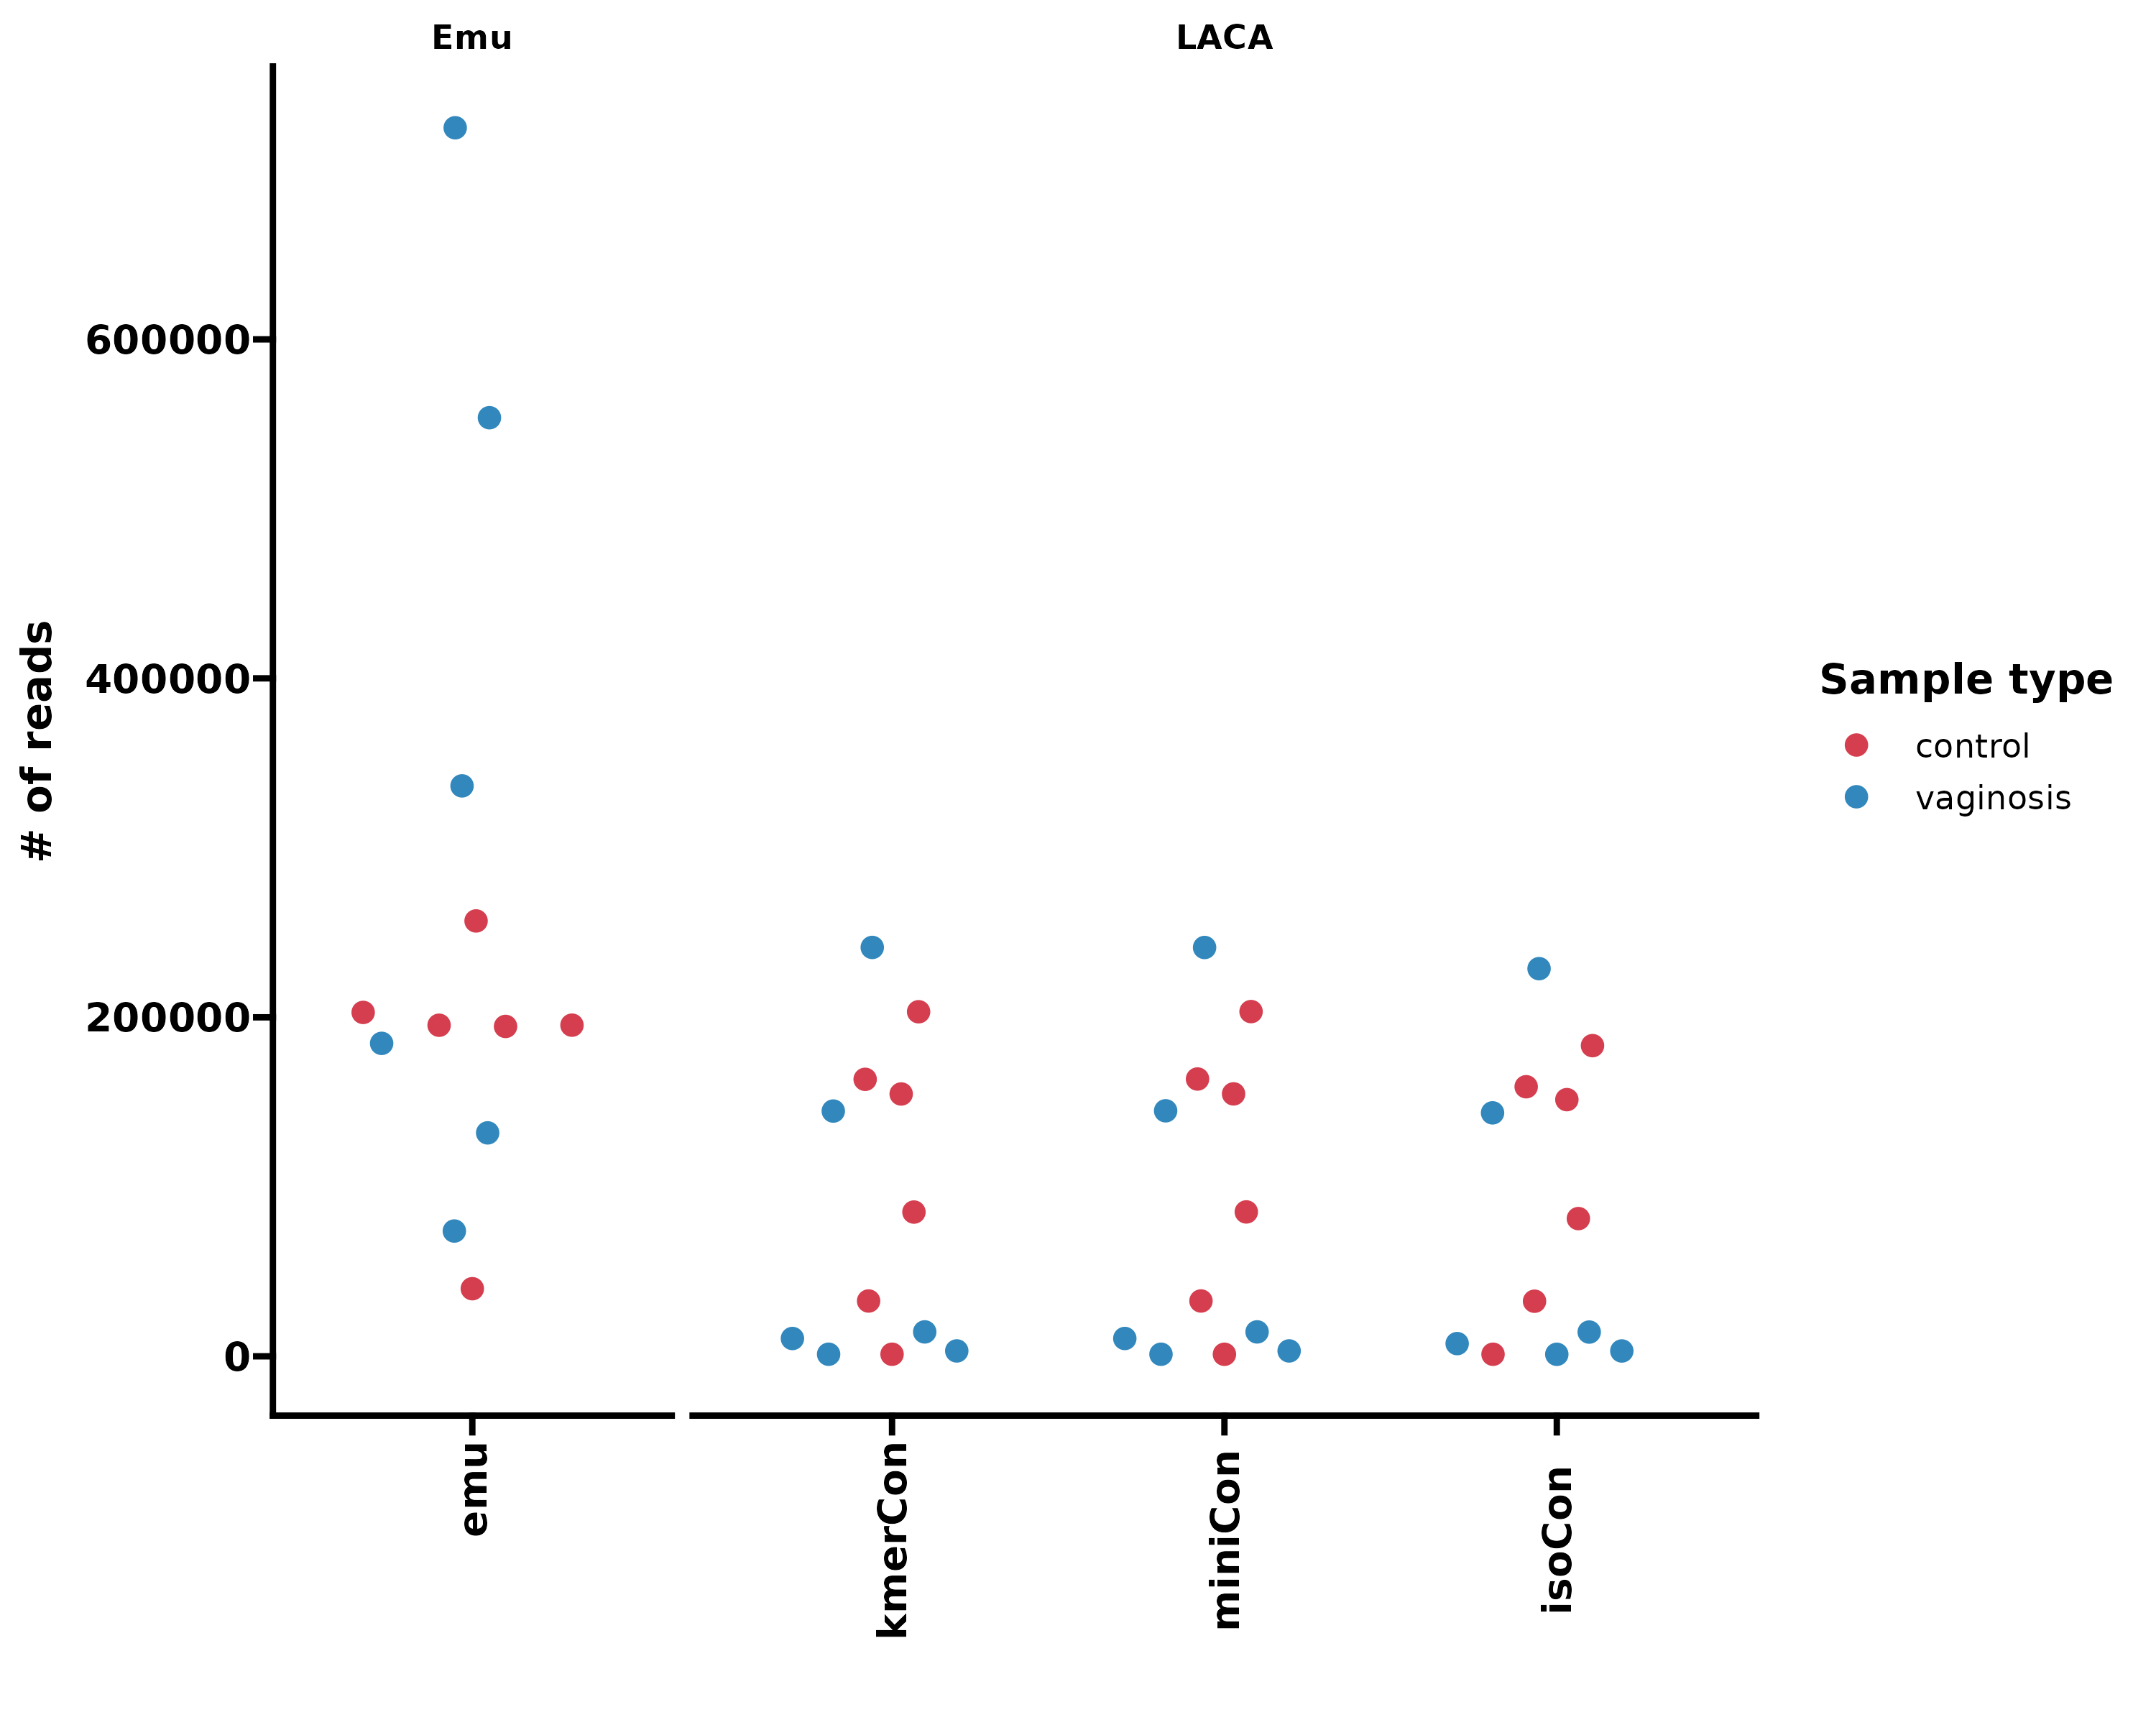 Emu
LACA
# of reads
600000
400000
200000
0
emu
kmerCon
miniCon
isoCon
Sample type
control
vaginosis